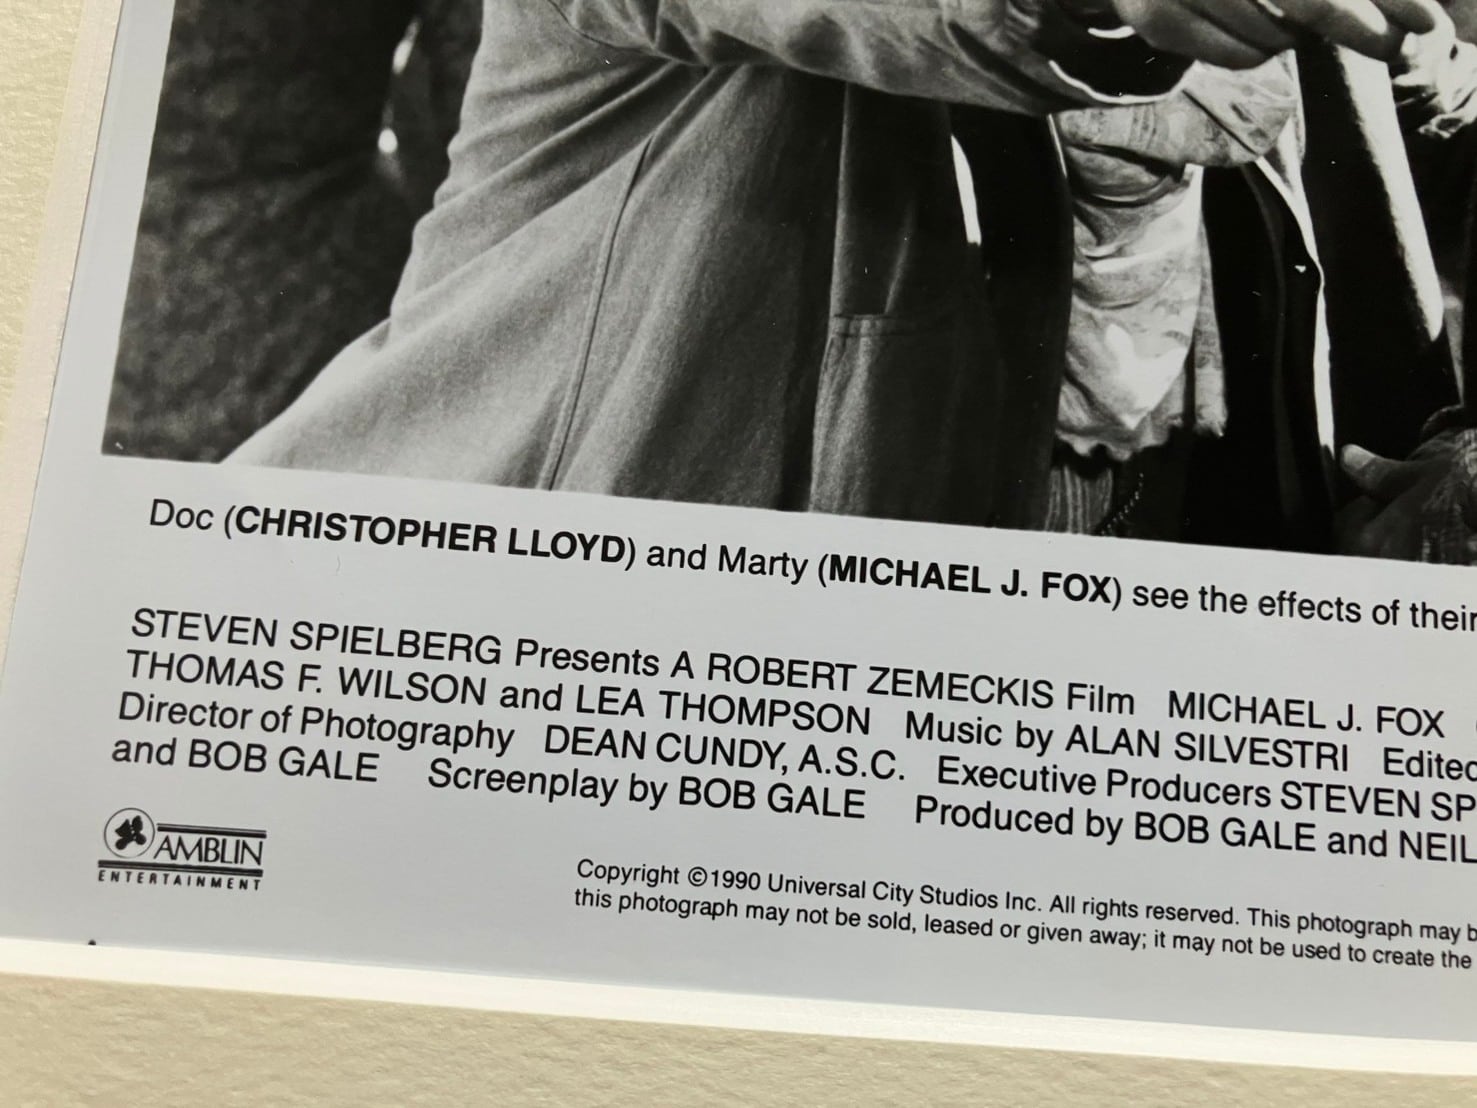 Doc (CHRISTOPHER LLOYD) and Marty (MICHAEL J. FOX) see the effects of their
STEVEN SPIELBERG Presents A ROBERT ZEMECKIS Film MICHAEL J. FOX
THOMAS F. WILSON and LEA THOMPSON Music by ALAN SILVESTRI Edited
Director of Photography DEAN CUNDY, A.S.C. Executive Producers STEVEN SP
and BOB GALE Screenplay by BOB GALE Produced by BOB GALE and NEIL
AMBLIN
ENTERTAINMENT
Copyright ©1990 Universal City Studios Inc. All rights reserved. This photograph may b
this photograph may not be sold, leased or given away; it may not be used to create the